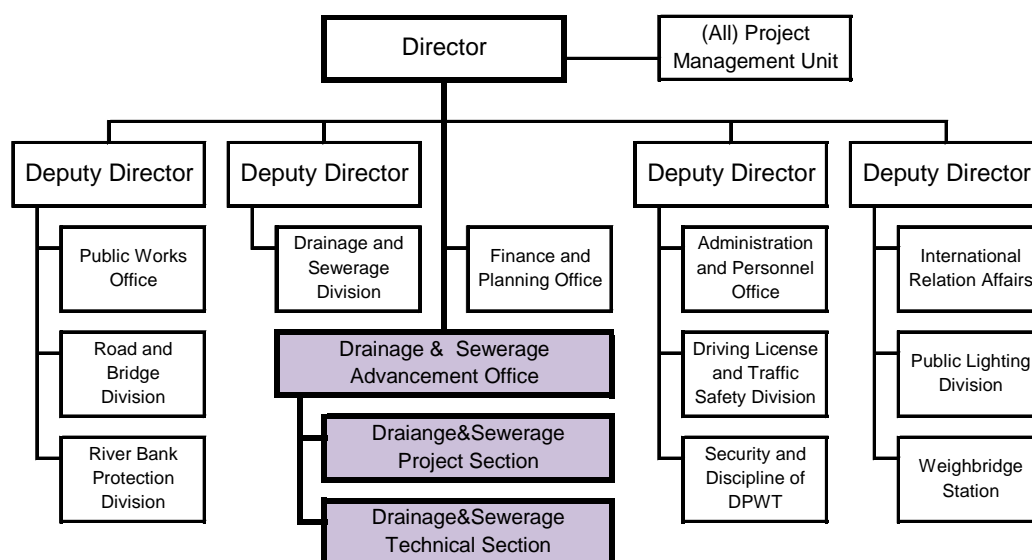 Director
(All) Project
Management Unit
Deputy Director
Deputy Director
Deputy Director
Deputy Director
Public Works
Office
Drainage and
Sewerage
Division
Finance and
Planning Office
Administration
and Personnel
Office
International
Relation Affairs
Drainage & Sewerage
Advancement Office
Road and
Bridge
Division
Driving License
and Traffic
Safety Division
Public Lighting
Division
Draiange&Sewerage
Project Section
River Bank
Protection
Division
Security and
Discipline of
DPWT
Weighbridge
Station
Drainage&Sewerage
Technical Section